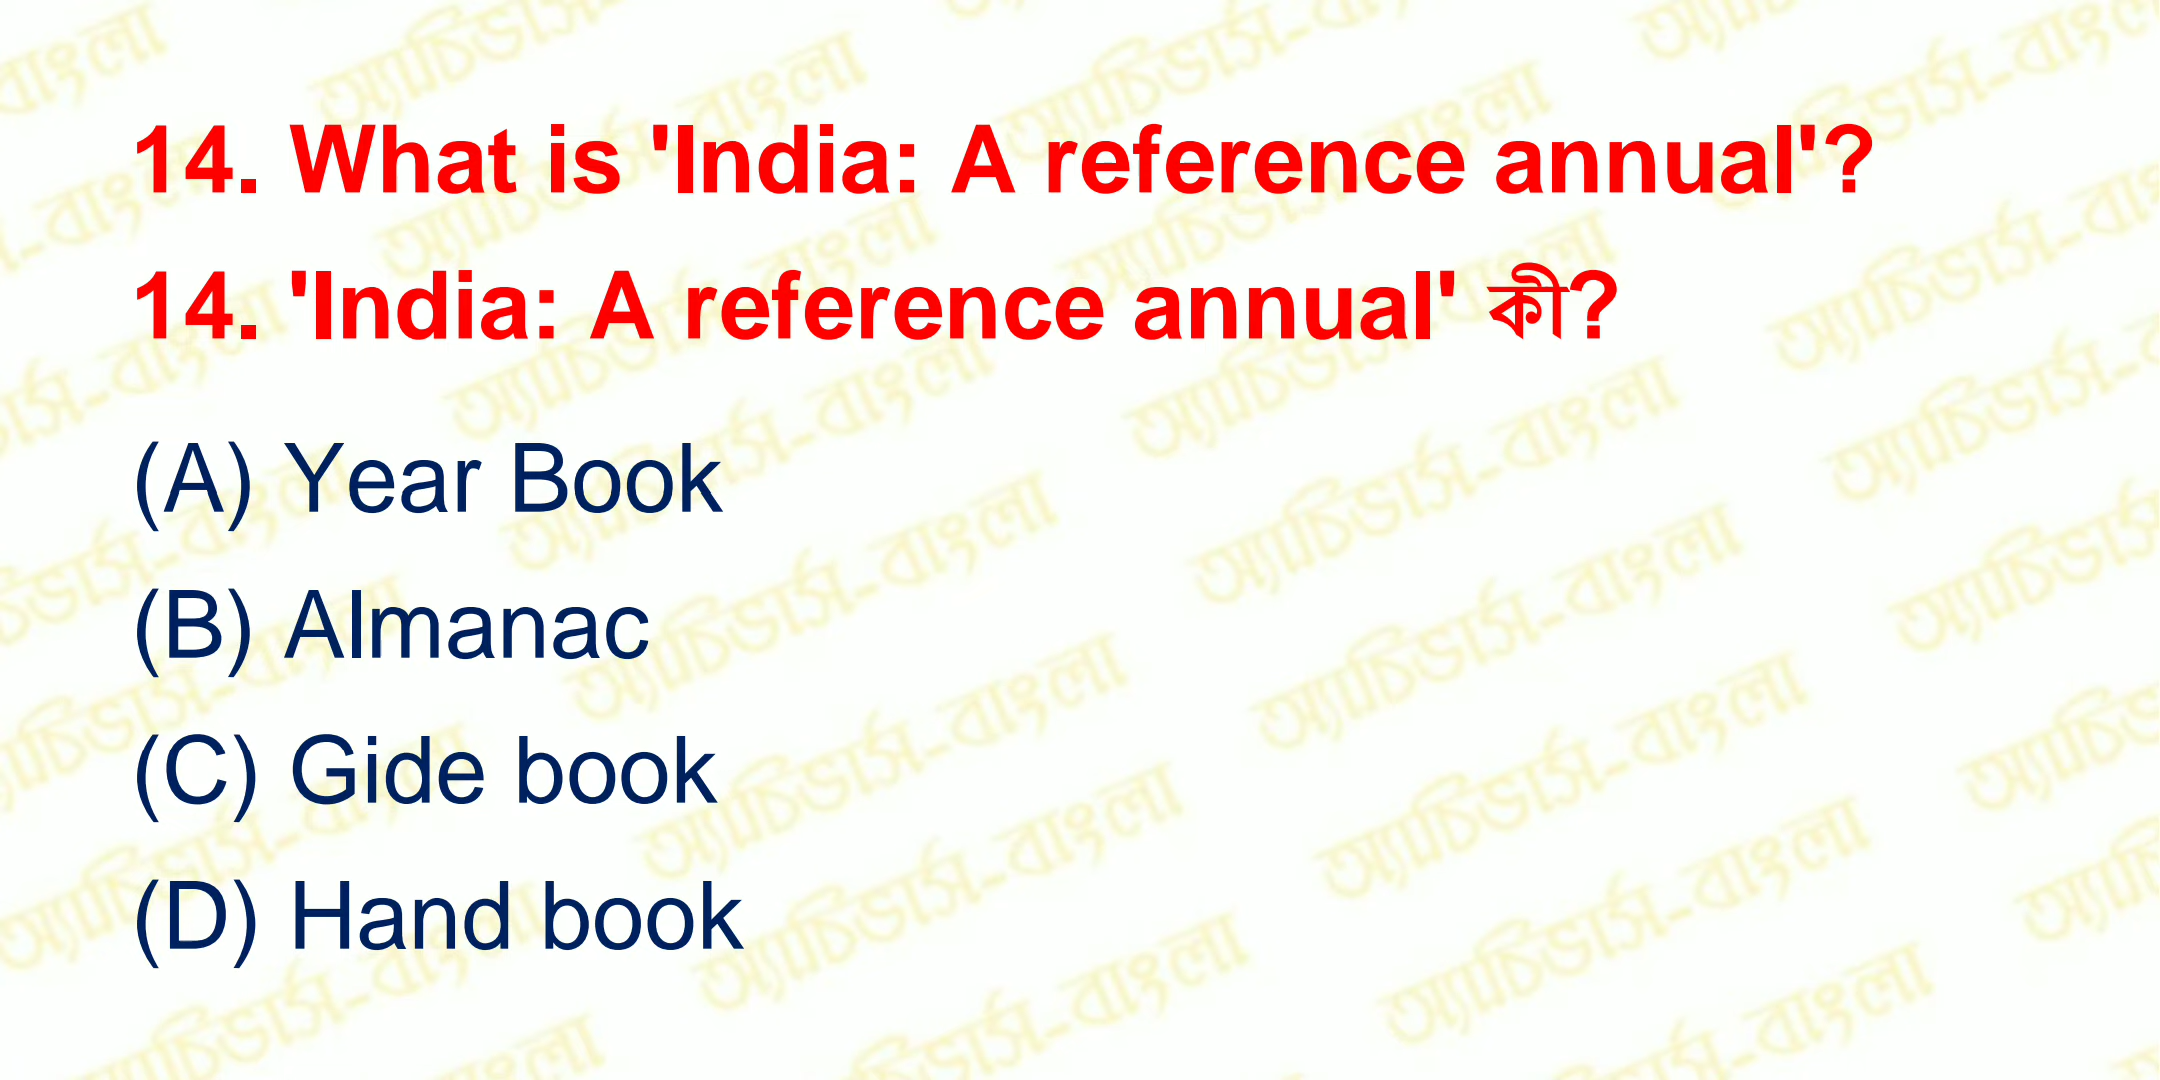 14. What is 'India: A reference annual'?
14. 'India: A reference annual' কী?
(A) Year Book
(B) Almanac
(C) Gide book
(D) Hand book